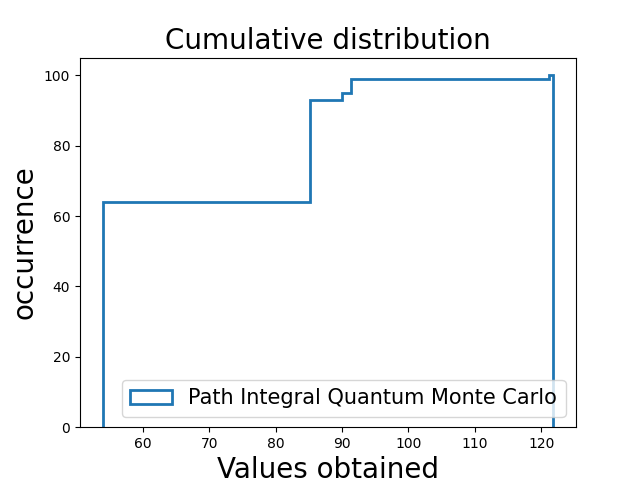 Cumulative distribution
occurrence
100
80
60
40
20
0
Path Integral Quantum Monte Carlo
60 70 80 90 100 110 120
Values obtained